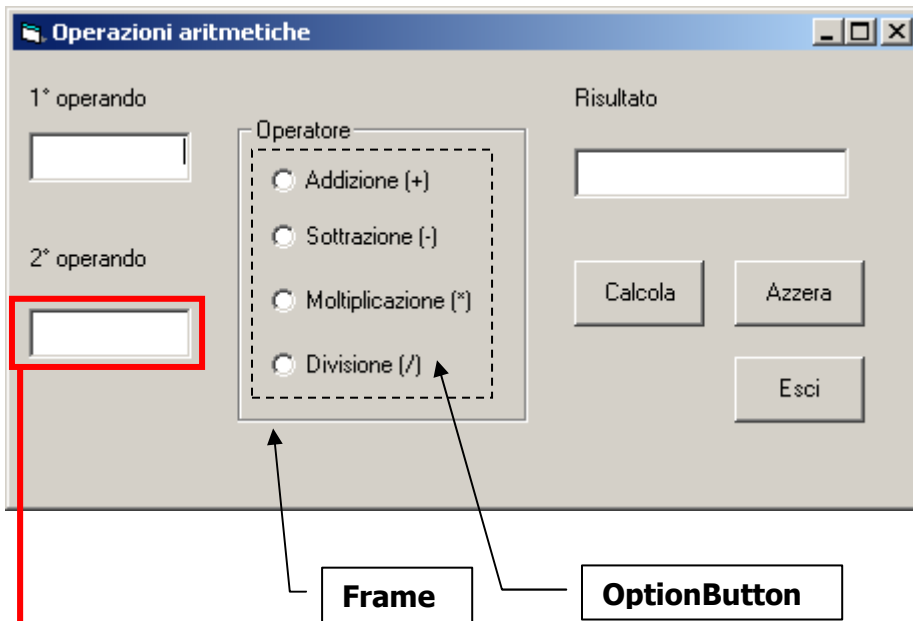 Operazioni aritmetiche
1° operando
Risultato
Operatore
Addizione (+)
Sottrazione (-)
2° operando
Moltiplicazione (*)
Calcola
Azzera
Divisione (/)
Esci
Frame
OptionButton